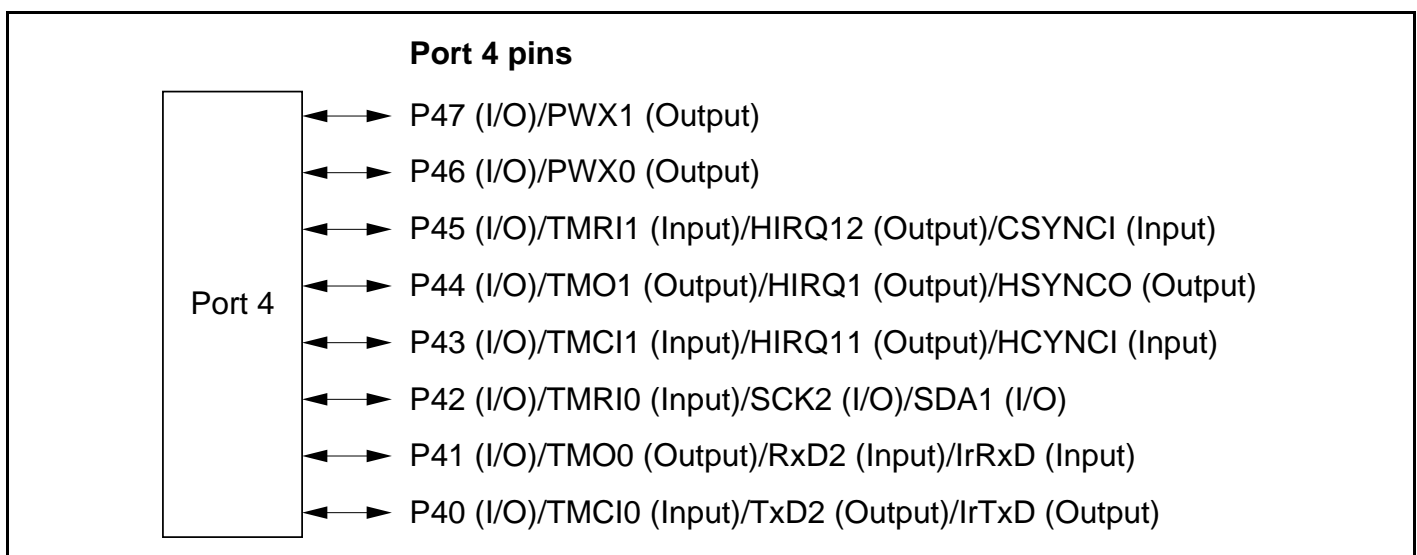 Port 4 pins
P47 (I/O)/PWX1 (Output)
P46 (I/O)/PWX0 (Output)
P45 (I/O)/TMRI1 (Input)/HIRQ12 (Output)/CSYNCI (Input)
Port 4
P44 (I/O)/TMO1 (Output)/HIRQ1 (Output)/HSYNCO (Output)
P43 (I/O)/TMCI1 (Input)/HIRQ11 (Output)/HCYNCI (Input)
P42 (I/O)/TMRI0 (Input)/SCK2 (I/O)/SDA1 (I/O)
P41 (I/O)/TMO0 (Output)/RxD2 (Input)/IrRxD (Input)
P40 (I/O)/TMCI0 (Input)/TxD2 (Output)/IrTxD (Output)